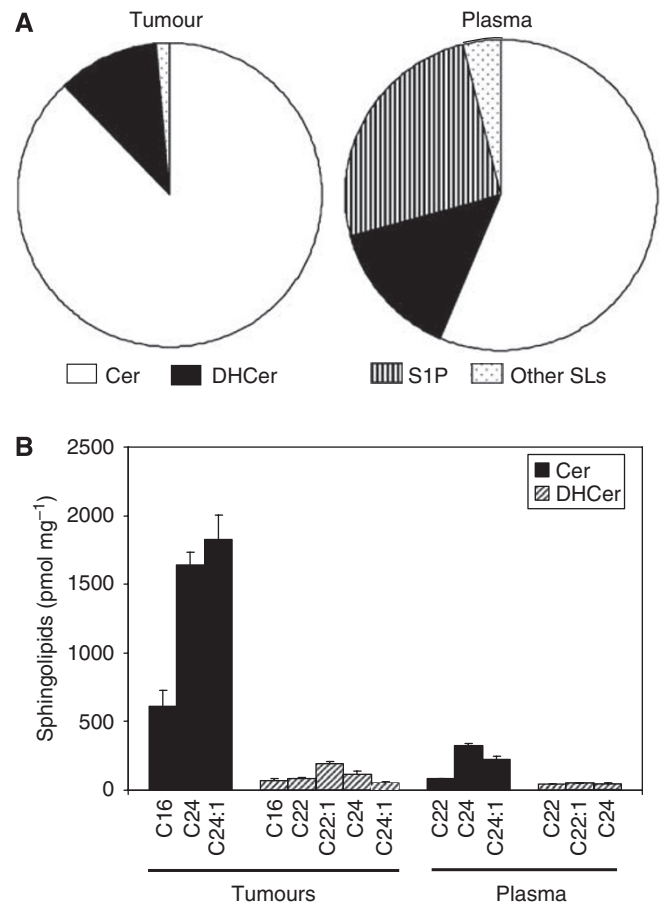 A
Tumour
Plasma
Cer
DHCer
S1P
Other SLs
B
Sphingolipids (pmol mg⁻¹)
2500
2000
1500
1000
500
0
Cer
DHCer
C16
C24
C24:1
C16
C22
C22:1
C24
C24:1
C22
C24
C24:1
C22
C22:1
C24
Tumours
Plasma